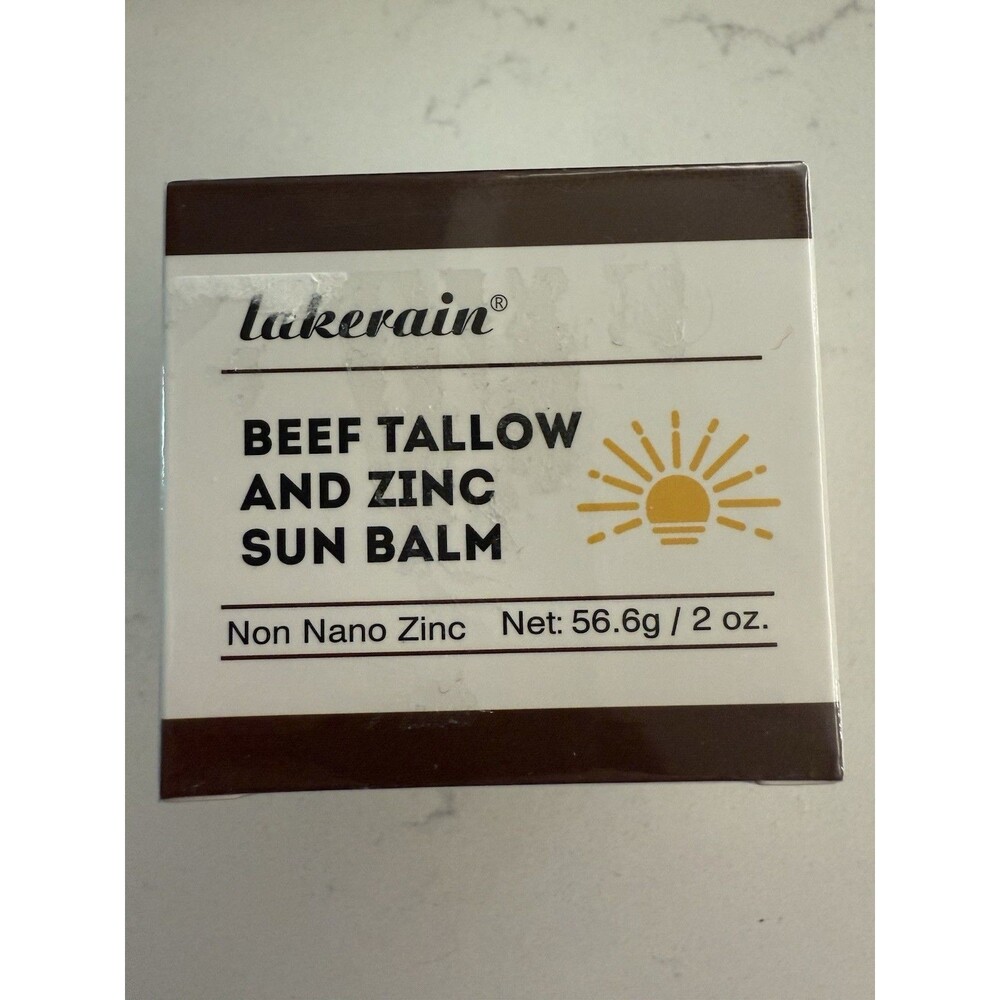 lakerain®
BEEF TALLOW
AND ZINC
SUN BALM
Non Nano Zinc Net: 56.6g / 2 oz.